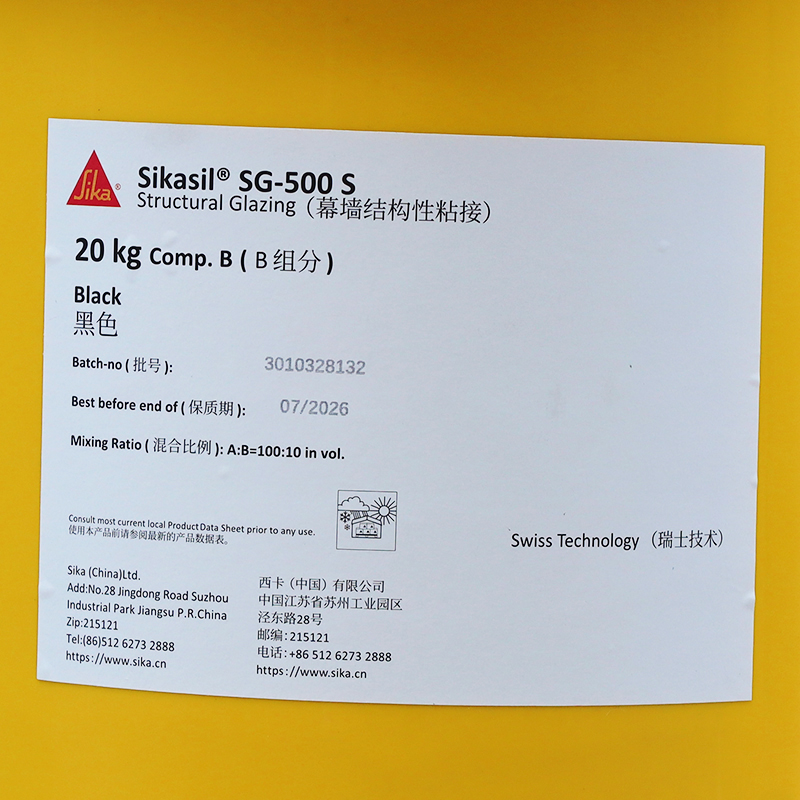 Sika®
Sikasil® SG-500 S
Structural Glazing（幕墙结构性粘接）
20 kg Comp. B ( B 组分 )
Black
黑色
Batch-no ( 批号 ): 3010328132
Best before end of ( 保质期 ): 07/2026
Mixing Ratio ( 混合比例 ): A:B=100:10 in vol.
Consult most current local Product Data Sheet prior to any use.
使用本产品前请参阅最新的产品数据表。
Swiss Technology （瑞士技术）
Sika (China)Ltd.
Add:No.28 Jingdong Road Suzhou
Industrial Park Jiangsu P.R.China
Zip:215121
Tel:(86)512 6273 2888
https://www.sika.cn
西卡（中国）有限公司
中国江苏省苏州工业园区
泾东路28号
邮编：215121
电话：+86 512 6273 2888
https://www.sika.cn